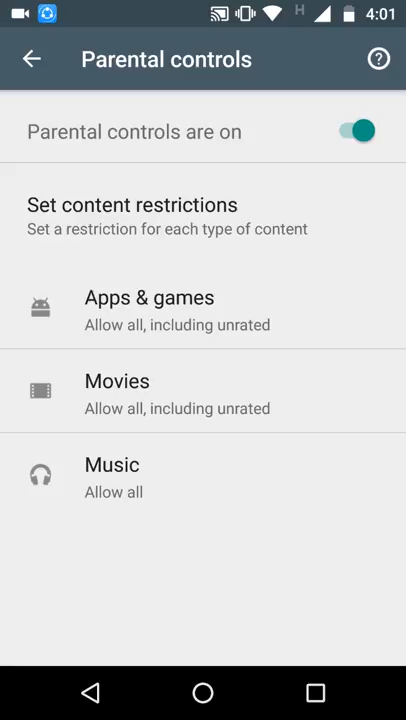 H 4:01
Parental controls
Parental controls are on
Set content restrictions
Set a restriction for each type of content
Apps & games
Allow all, including unrated
Movies
Allow all, including unrated
Music
Allow all